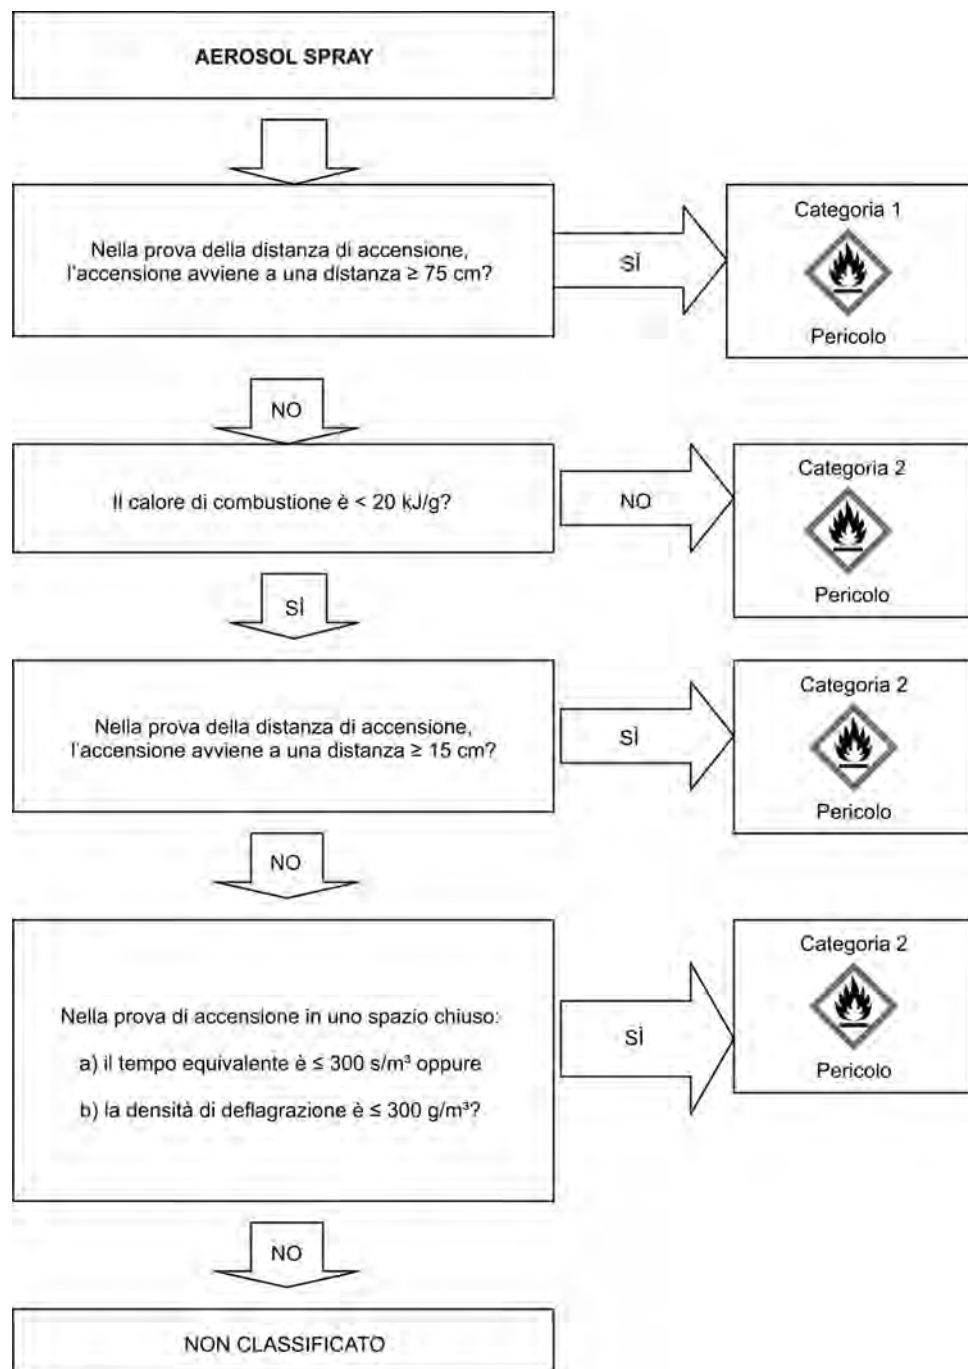 AEROSOL SPRAY
Nella prova della distanza di accensione,
l'accensione avviene a una distanza ≥ 75 cm?
SÌ
Categoria 1
Pericolo
NO
Il calore di combustione è < 20 kJ/g?
NO
Categoria 2
Pericolo
SÌ
Nella prova della distanza di accensione,
l'accensione avviene a una distanza ≥ 15 cm?
SÌ
Categoria 2
Pericolo
NO
Nella prova di accensione in uno spazio chiuso:
a) il tempo equivalente è ≤ 300 s/m³ oppure
b) la densità di deflagrazione è ≤ 300 g/m³?
SÌ
Categoria 2
Pericolo
NO
NON CLASSIFICATO